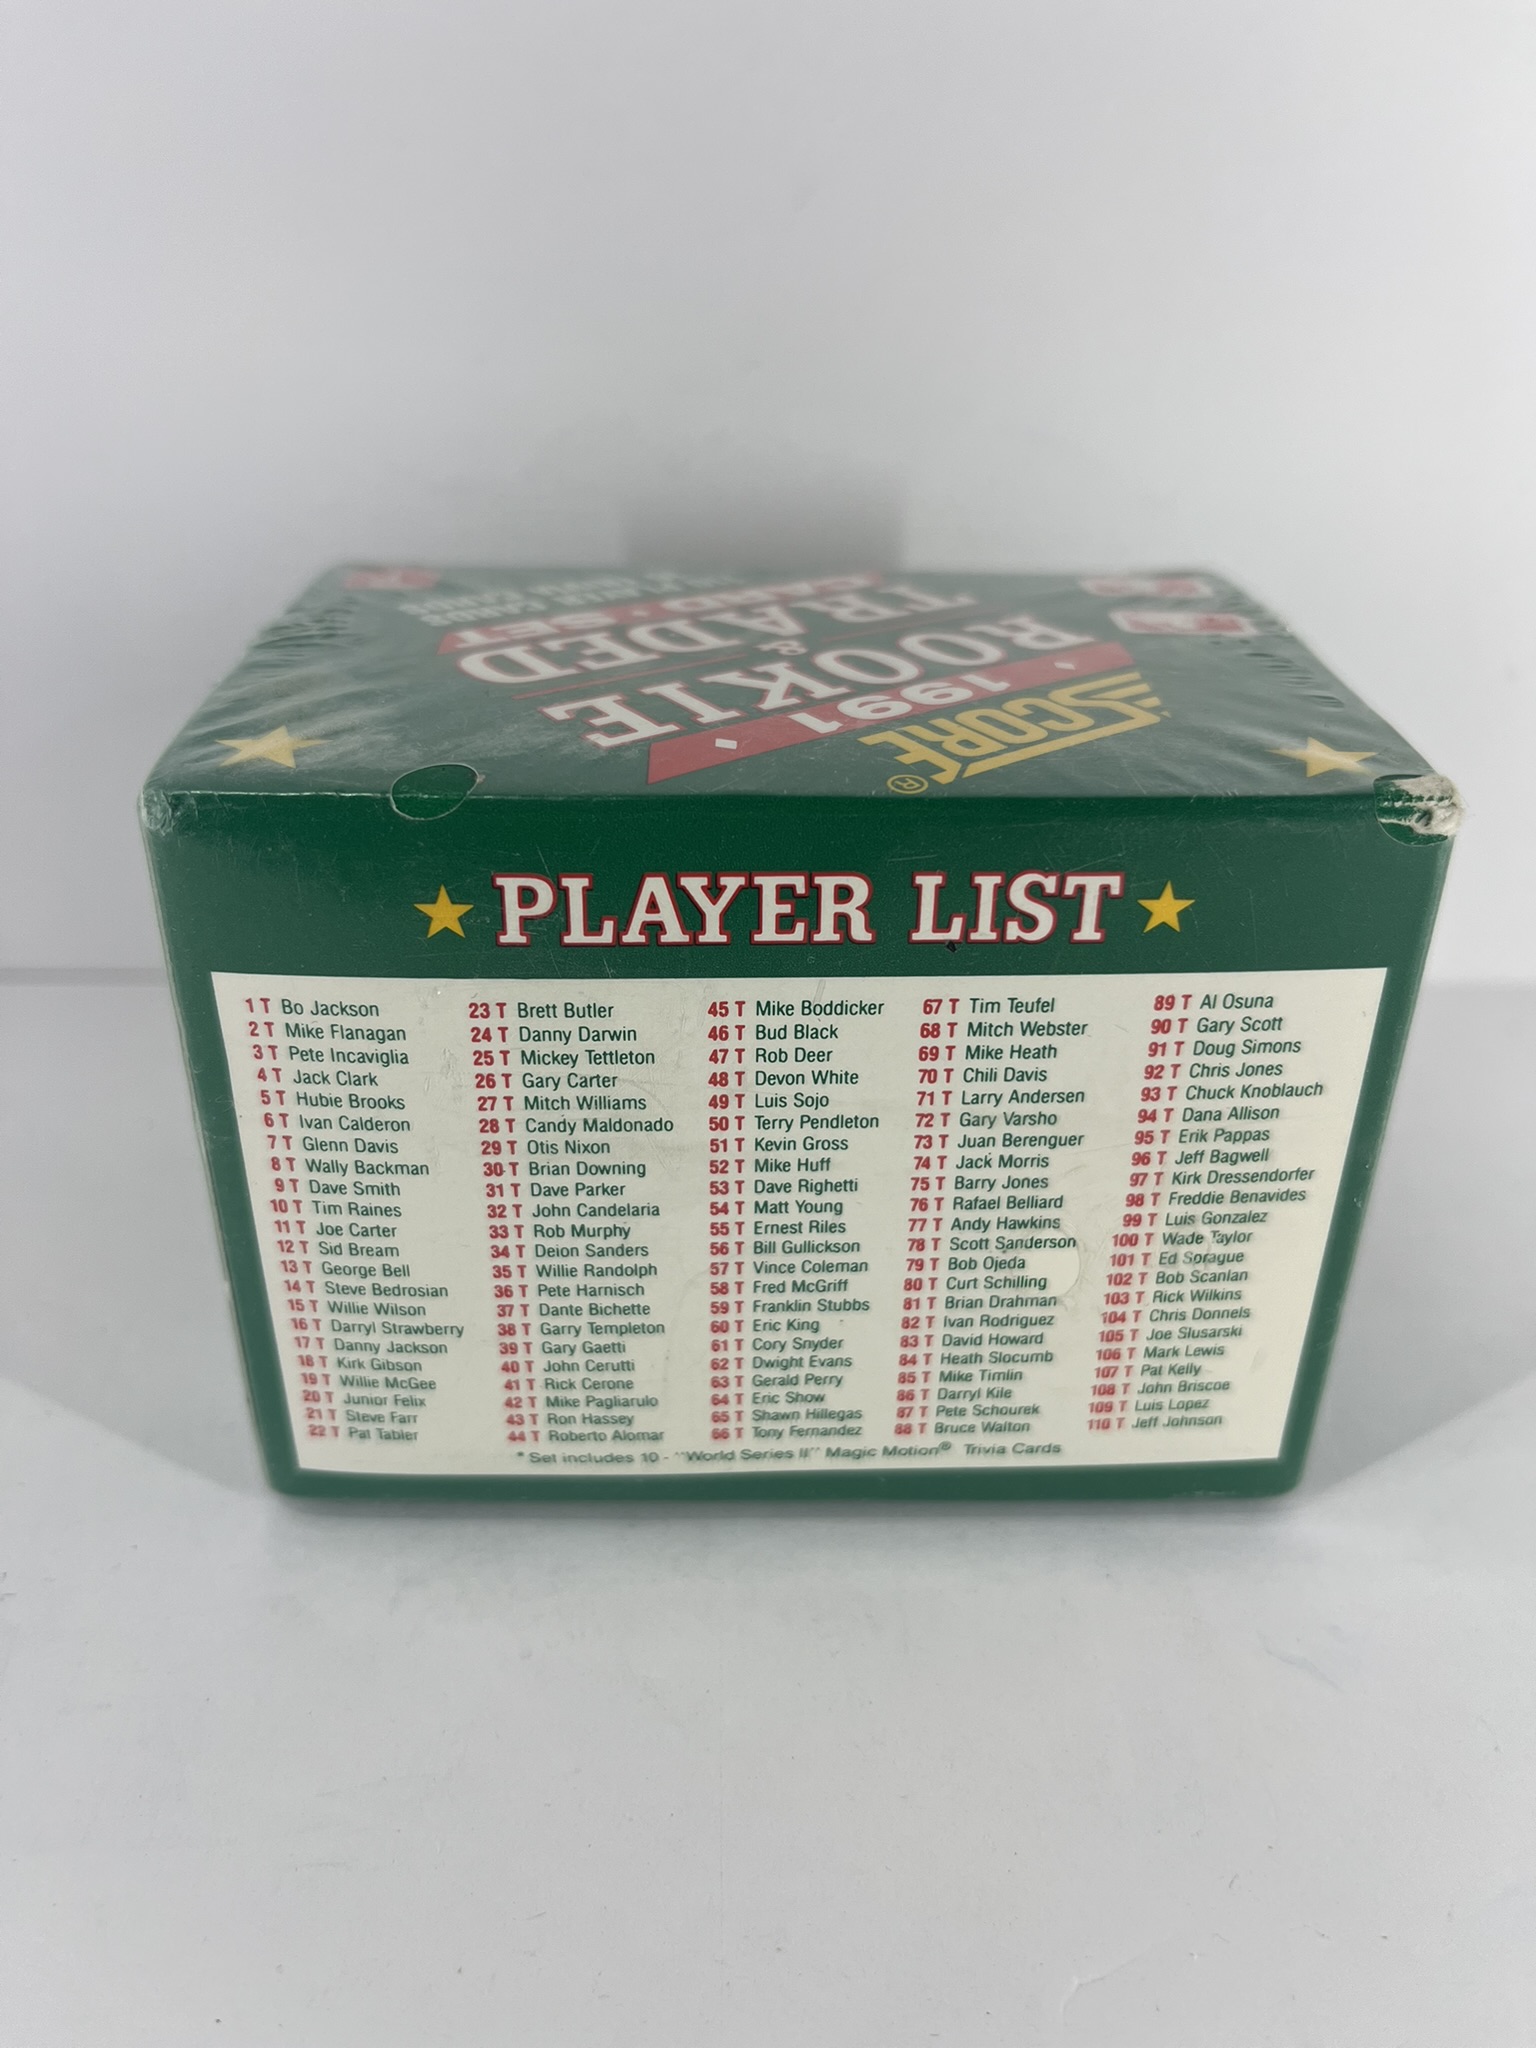 SCORE®
1991
ROOKIE
&
TRADED
CARD SET
110 PLAYER CARDS
PLAYER LIST
1 T Bo Jackson
2 T Mike Flanagan
3 T Pete Incaviglia
4 T Jack Clark
5 T Hubie Brooks
6 T Ivan Calderon
7 T Glenn Davis
8 T Wally Backman
9 T Dave Smith
10 T Tim Raines
11 T Joe Carter
12 T Sid Bream
13 T George Bell
14 T Steve Bedrosian
15 T Willie Wilson
16 T Darryl Strawberry
17 T Danny Jackson
18 T Kirk Gibson
19 T Willie McGee
20 T Junior Felix
21 T Steve Farr
22 T Pat Tabler
23 T Brett Butler
24 T Danny Darwin
25 T Mickey Tettleton
26 T Gary Carter
27 T Mitch Williams
28 T Candy Maldonado
29 T Otis Nixon
30 T Brian Downing
31 T Dave Parker
32 T John Candelaria
33 T Rob Murphy
34 T Deion Sanders
35 T Willie Randolph
36 T Pete Harnisch
37 T Dante Bichette
38 T Garry Templeton
39 T Gary Gaetti
40 T John Cerutti
41 T Rick Cerone
42 T Mike Pagliarulo
43 T Ron Hassey
44 T Roberto Alomar
45 T Mike Boddicker
46 T Bud Black
47 T Rob Deer
48 T Devon White
49 T Luis Sojo
50 T Terry Pendleton
51 T Kevin Gross
52 T Mike Huff
53 T Dave Righetti
54 T Matt Young
55 T Ernest Riles
56 T Bill Gullickson
57 T Vince Coleman
58 T Fred McGriff
59 T Franklin Stubbs
60 T Eric King
61 T Cory Snyder
62 T Dwight Evans
63 T Gerald Perry
64 T Eric Show
65 T Shawn Hillegas
66 T Tony Fernandez
67 T Tim Teufel
68 T Mitch Webster
69 T Mike Heath
70 T Chili Davis
71 T Larry Andersen
72 T Gary Varsho
73 T Juan Berenguer
74 T Jack Morris
75 T Barry Jones
76 T Rafael Belliard
77 T Andy Hawkins
78 T Scott Sanderson
79 T Bob Ojeda
80 T Curt Schilling
81 T Brian Drahman
82 T Ivan Rodriguez
83 T David Howard
84 T Heath Slocumb
85 T Mike Timlin
86 T Darryl Kile
87 T Pete Schourek
88 T Bruce Walton
89 T Al Osuna
90 T Gary Scott
91 T Doug Simons
92 T Chris Jones
93 T Chuck Knoblauch
94 T Dana Allison
95 T Erik Pappas
96 T Jeff Bagwell
97 T Kirk Dressendorfer
98 T Freddie Benavides
99 T Luis Gonzalez
100 T Wade Taylor
101 T Ed Sprague
102 T Bob Scanlan
103 T Rick Wilkins
104 T Chris Donnels
105 T Joe Slusarski
106 T Mark Lewis
107 T Pat Kelly
108 T John Briscoe
109 T Luis Lopez
110 T Jeff Johnson
* Set includes 10 - "World Series II" Magic Motion® Trivia Cards